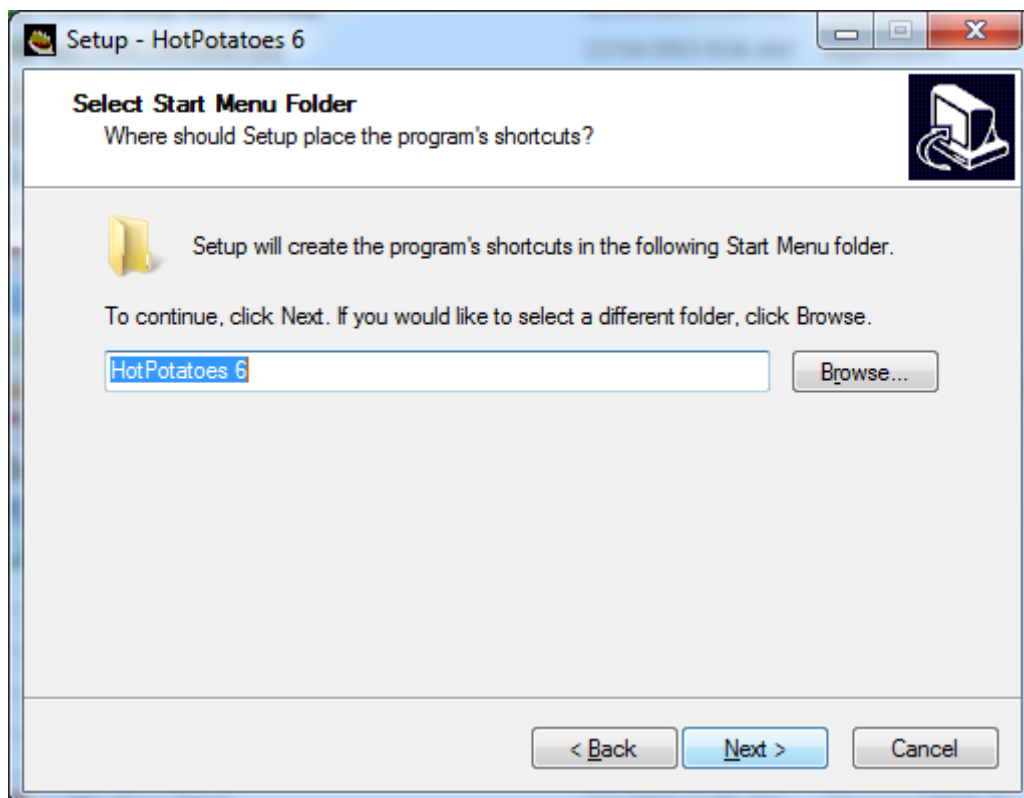 Setup - HotPotatoes 6
Select Start Menu Folder
Where should Setup place the program's shortcuts?
Setup will create the program's shortcuts in the following Start Menu folder.
To continue, click Next. If you would like to select a different folder, click Browse.
HotPotatoes 6
Browse...
< Back
Next >
Cancel